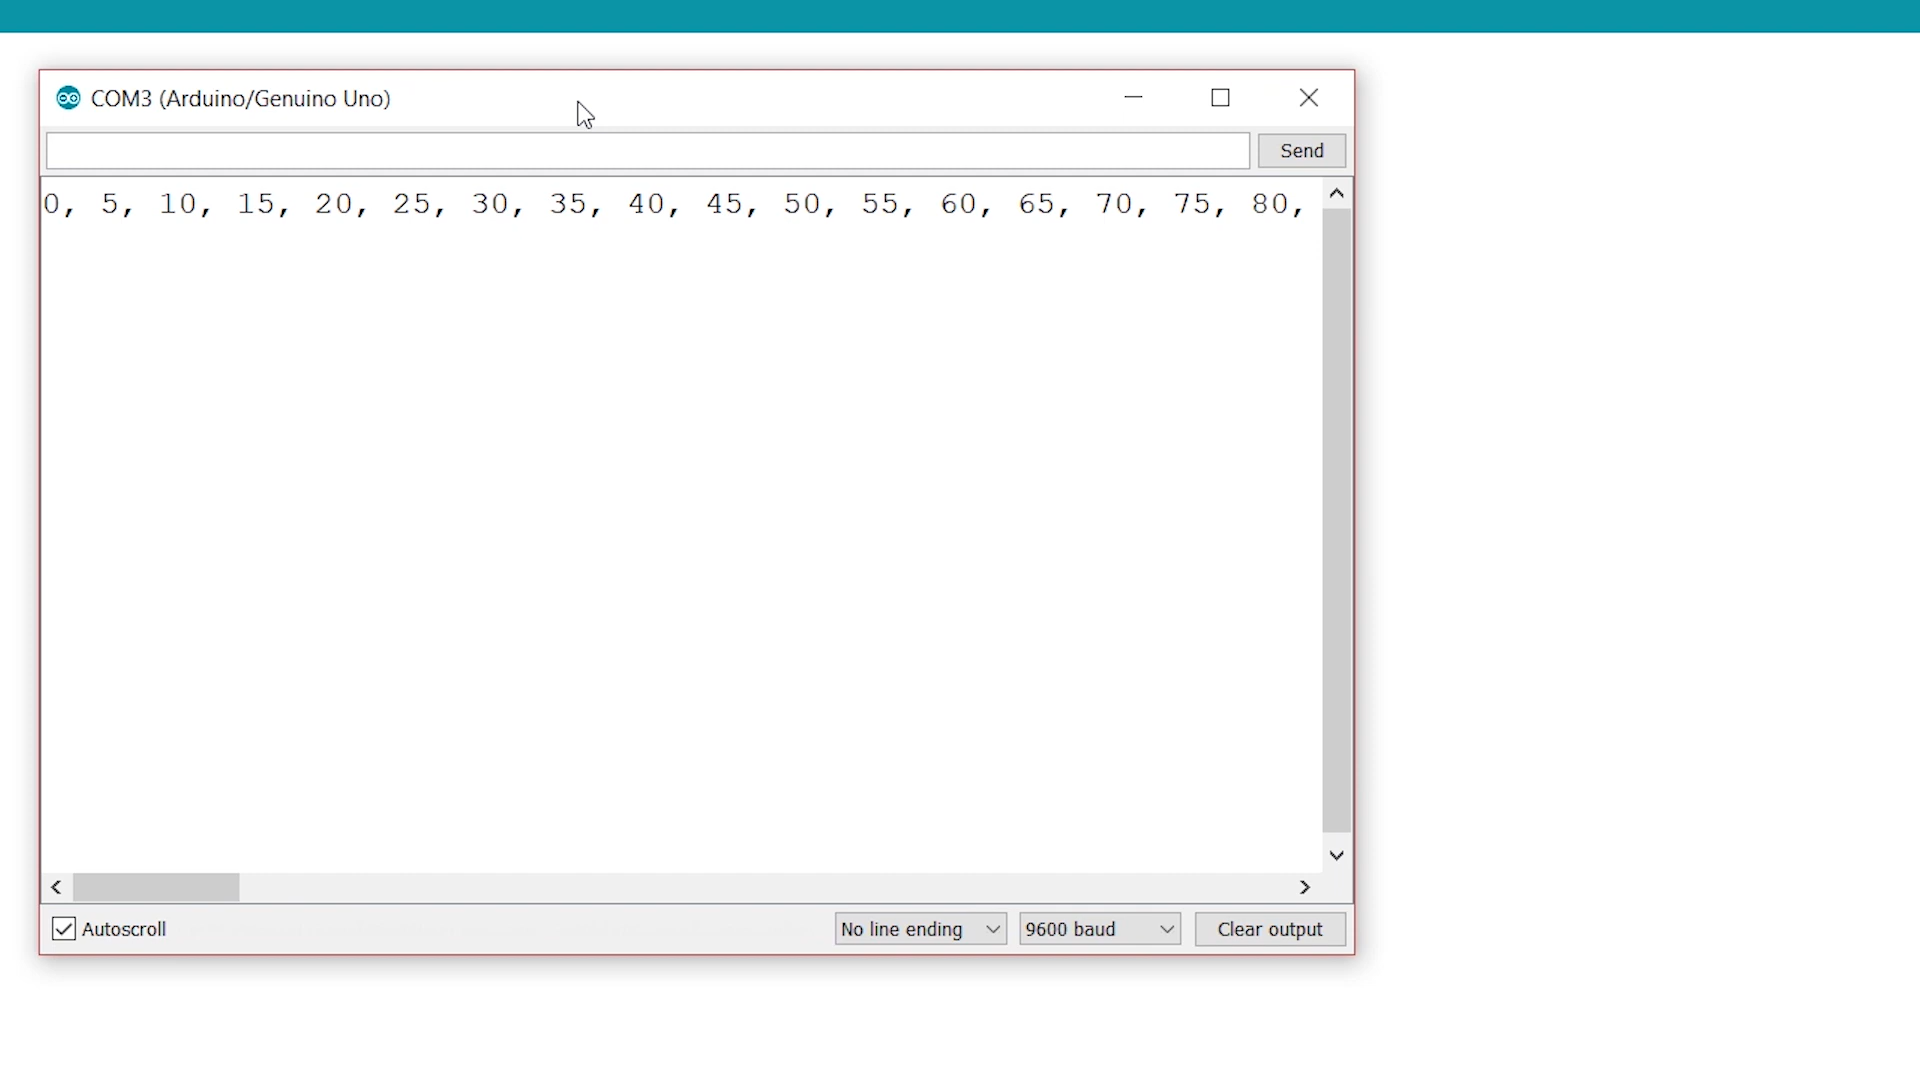 COM3 (Arduino/Genuino Uno)
Send
0, 5, 10, 15, 20, 25, 30, 35, 40, 45, 50, 55, 60, 65, 70, 75, 80,
Autoscroll
No line ending
9600 baud
Clear output